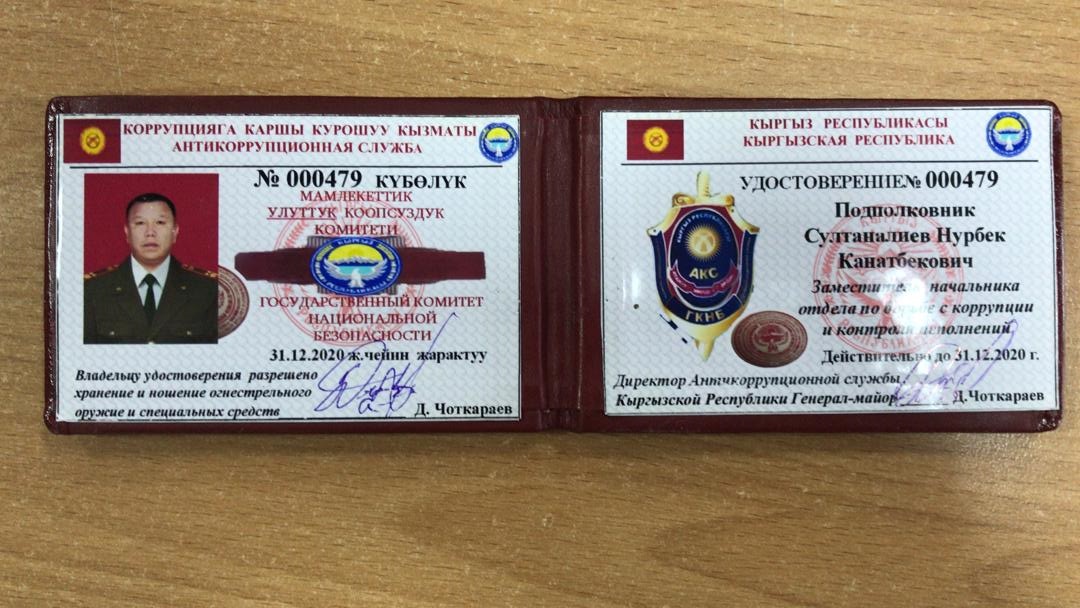 КОРРУПЦИЯГА КАРШЫ КУРОШУУ КЫЗМАТЫ
АНТИКОРРУПЦИОННАЯ СЛУЖБА
№ 000479 КҮБӨЛҮК
МАМЛЕКЕТТИК
УЛУТТУК КООПСУЗДУК
КОМИТЕТИ
ГОСУДАРСТВЕННЫЙ КОМИТЕТ
НАЦИОНАЛЬНОЙ
БЕЗОПАСНОСТИ
31.12.2020 ж.чейин жарактуу
Владельцу удостоверения разрешено
хранение и ношение огнестрельного
оружие и специальных средств
Д. Чоткараев
КЫРГЫЗ РЕСПУБЛИКАСЫ
КЫРГЫЗСКАЯ РЕСПУБЛИКА
УДОСТОВЕРЕНИЕ№ 000479
Подполковник
Султаналиев Нурбек
Канатбекович
Заместитель начальника
отдела по борьбе с коррупции
и контроля исполнений
Действительно до 31.12.2020 г.
АКС
ГКНБ
Директор Античкоррупционной службы
Кыргызской Республики Генерал-майор Д.Чоткараев